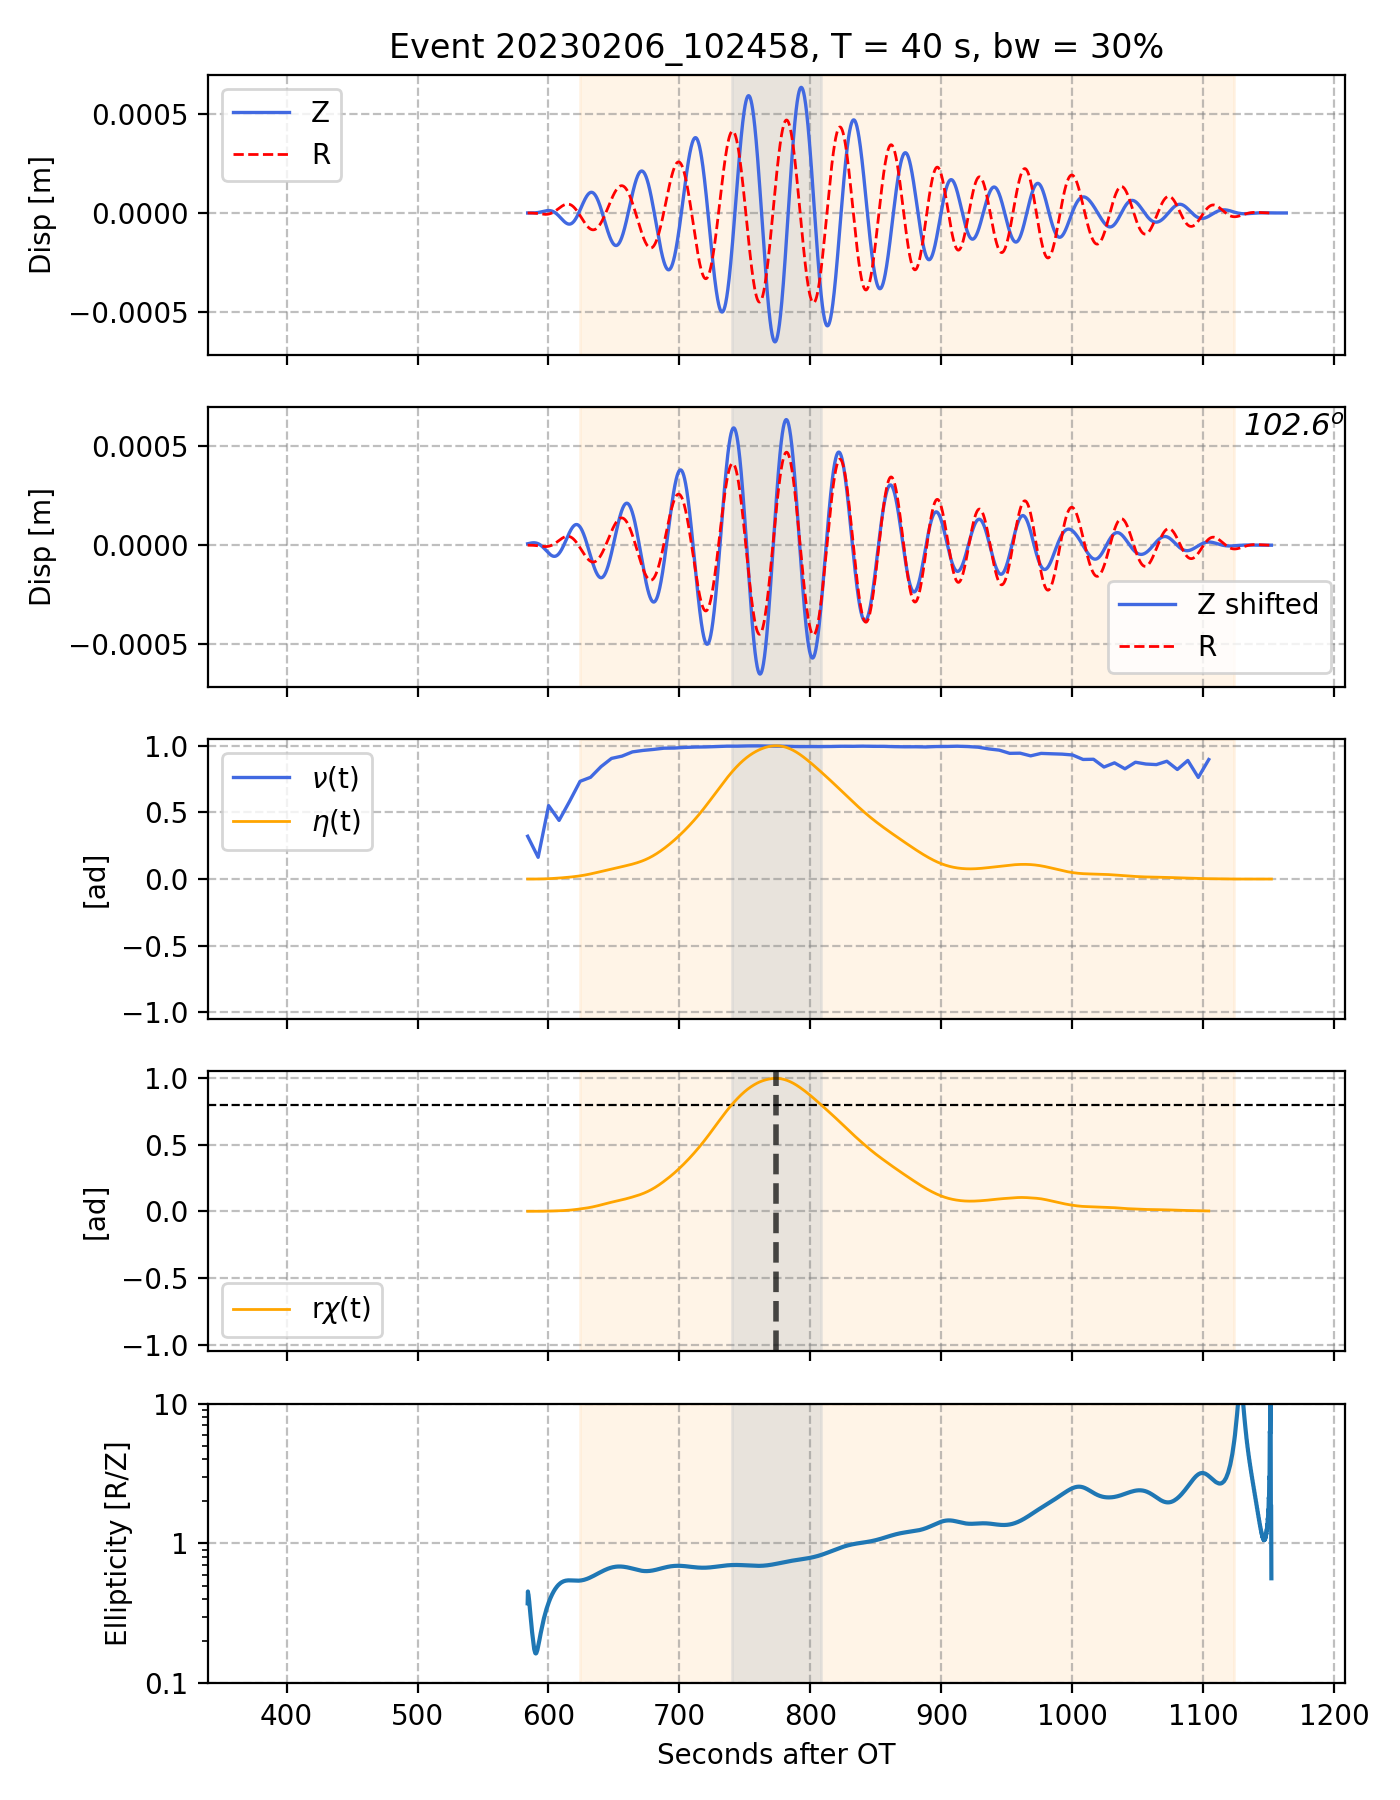 Event 20230206_102458, T = 40 s, bw = 30%
Disp [m]
0.0005
0.0000
−0.0005
Z
R
Disp [m]
0.0005
0.0000
−0.0005
102.6º
Z shifted
R
[ad]
1.0
0.5
0.0
−0.5
−1.0
ν(t)
η(t)
[ad]
1.0
0.5
0.0
−0.5
−1.0
rχ(t)
Ellipticity [R/Z]
10
1
0.1
400 500 600 700 800 900 1000 1100 1200
Seconds after OT